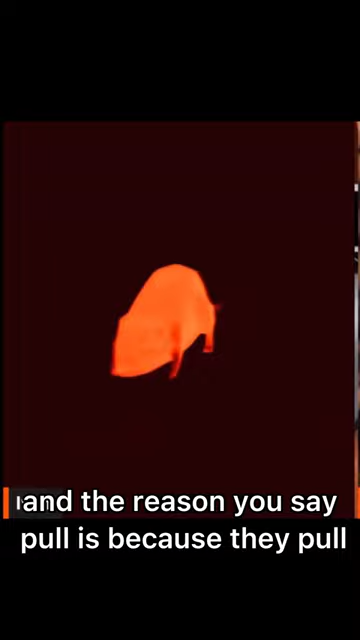 and the reason you say
pull is because they pull